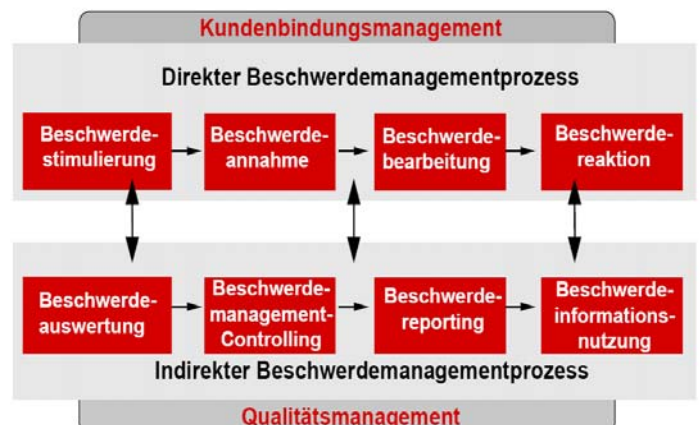 Kundenbindungsmanagement
Direkter Beschwerdemanagementprozess
Beschwerde-
stimulierung
Beschwerde-
annahme
Beschwerde-
bearbeitung
Beschwerde-
reaktion
Beschwerde-
auswertung
Beschwerde-
management-
Controlling
Beschwerde-
reporting
Beschwerde-
informations-
nutzung
Indirekter Beschwerdemanagementprozess
Qualitätsmanagement